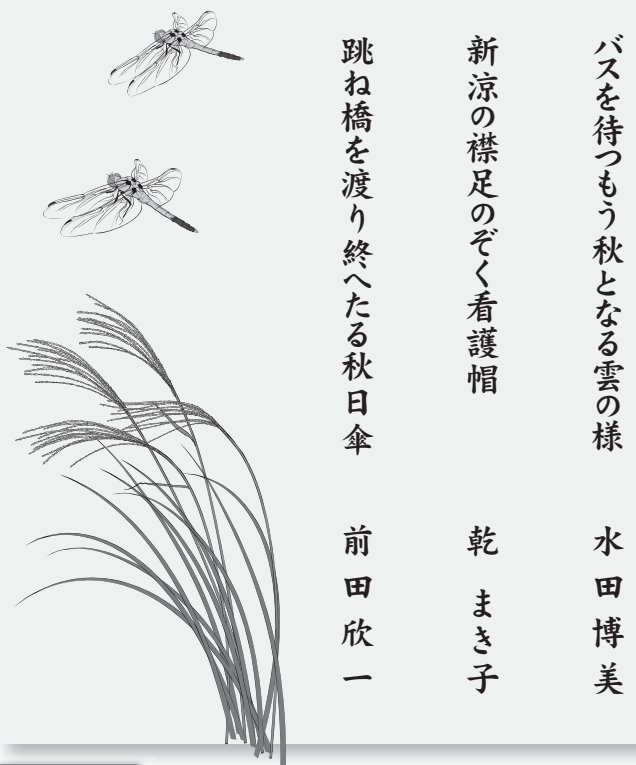 バスを待つもう秋となる雲の様　水田博美
新涼の襟足のぞく看護帽　乾　まき子
跳ね橋を渡り終へたる秋日傘　前田欣一